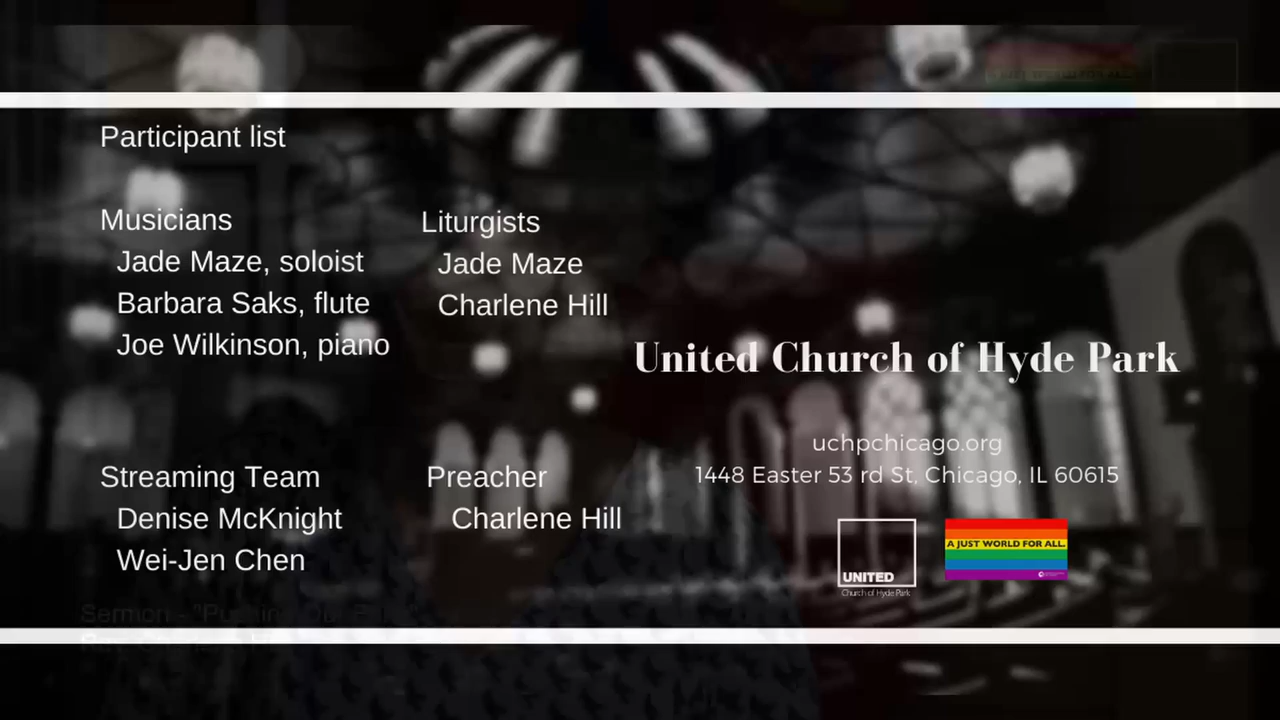 Participant list
Musicians
Jade Maze, soloist
Barbara Saks, flute
Joe Wilkinson, piano
Liturgists
Jade Maze
Charlene Hill
Streaming Team
Denise McKnight
Wei-Jen Chen
Preacher
Charlene Hill
United Church of Hyde Park
uchpchicago.org
1448 Easter 53 rd St, Chicago, IL 60615
UNITED
Church of Hyde Park
A JUST WORLD FOR ALL.
Sermon - "